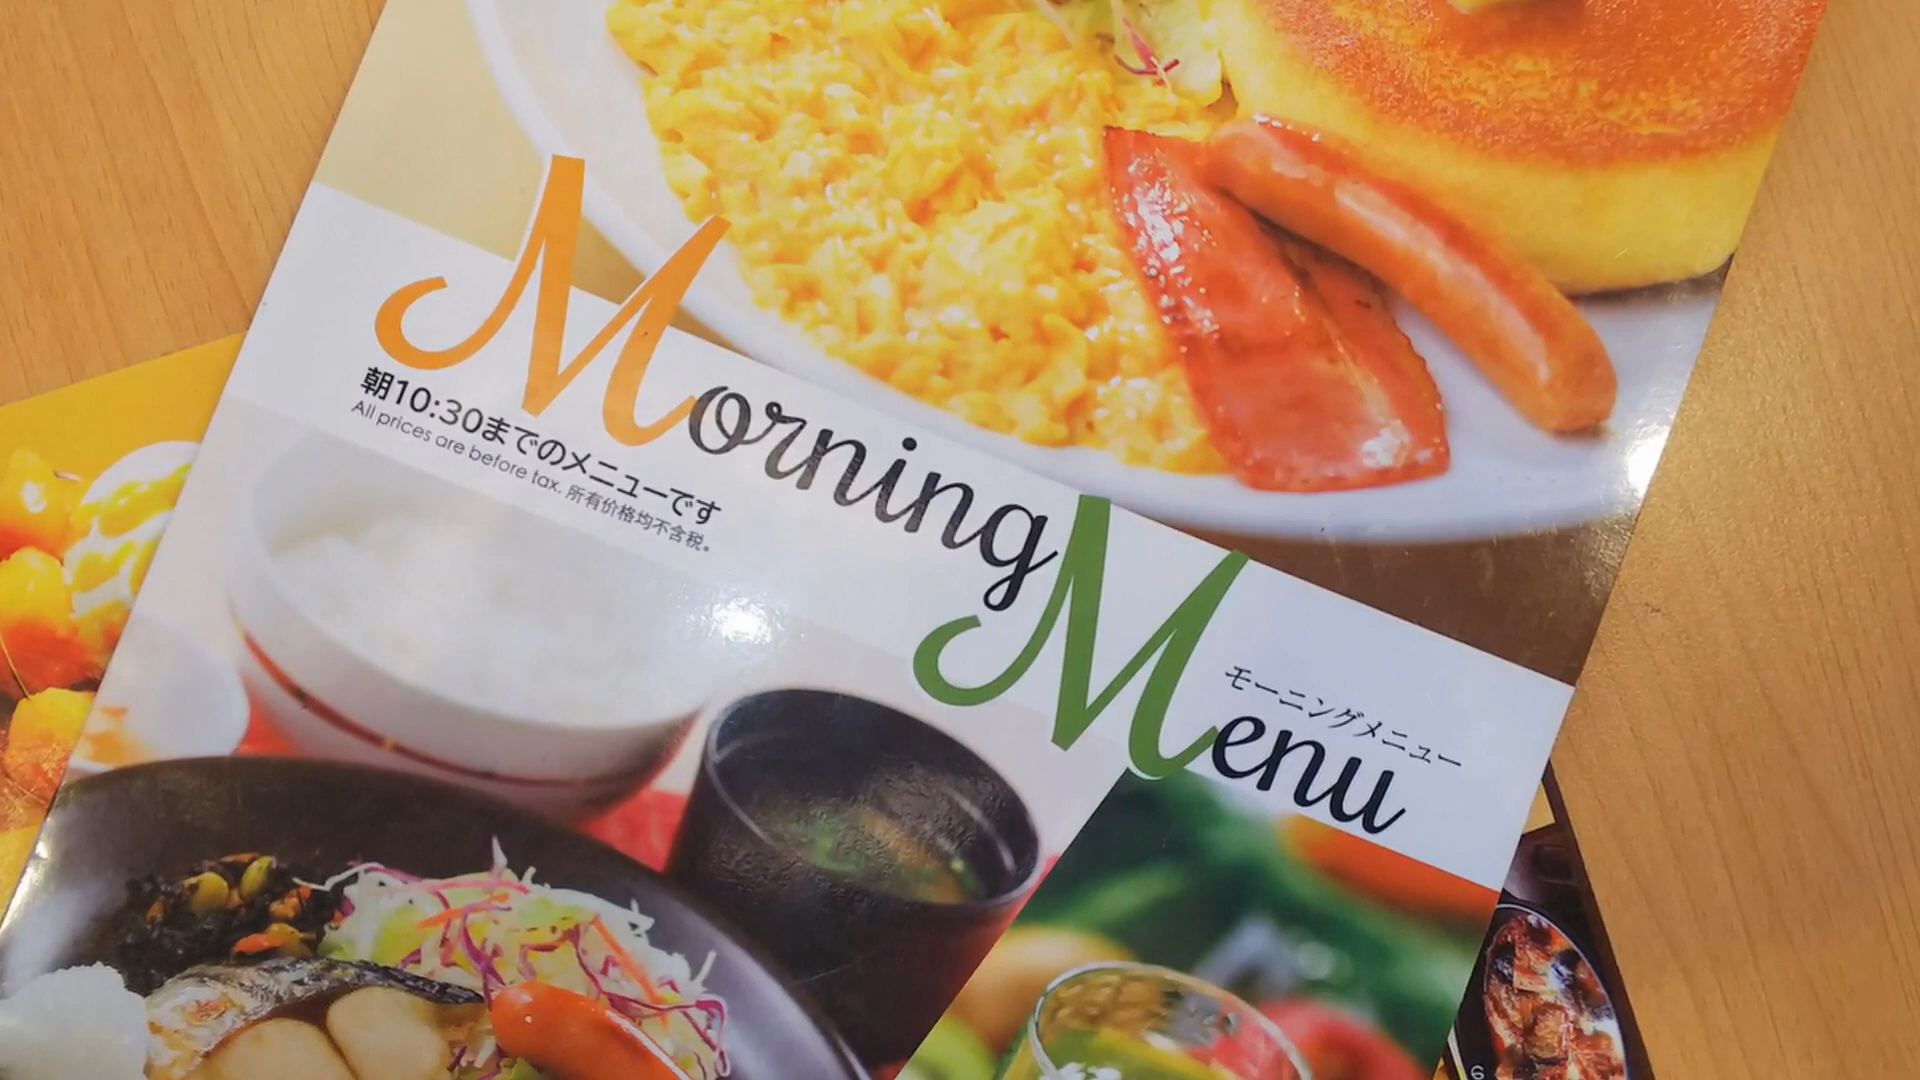 Morning
朝10:30までのメニューです
All prices are before tax. 所有价格均不含税。
モーニングメニュー
Menu
6